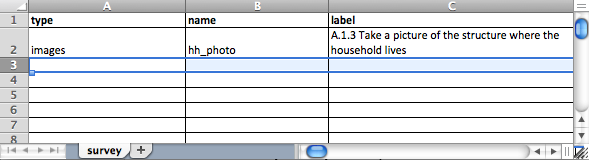 A B C
1 type name label
2 images hh_photo A.1.3 Take a picture of the structure where the
household lives
3
4
5
6
7
8
survey +